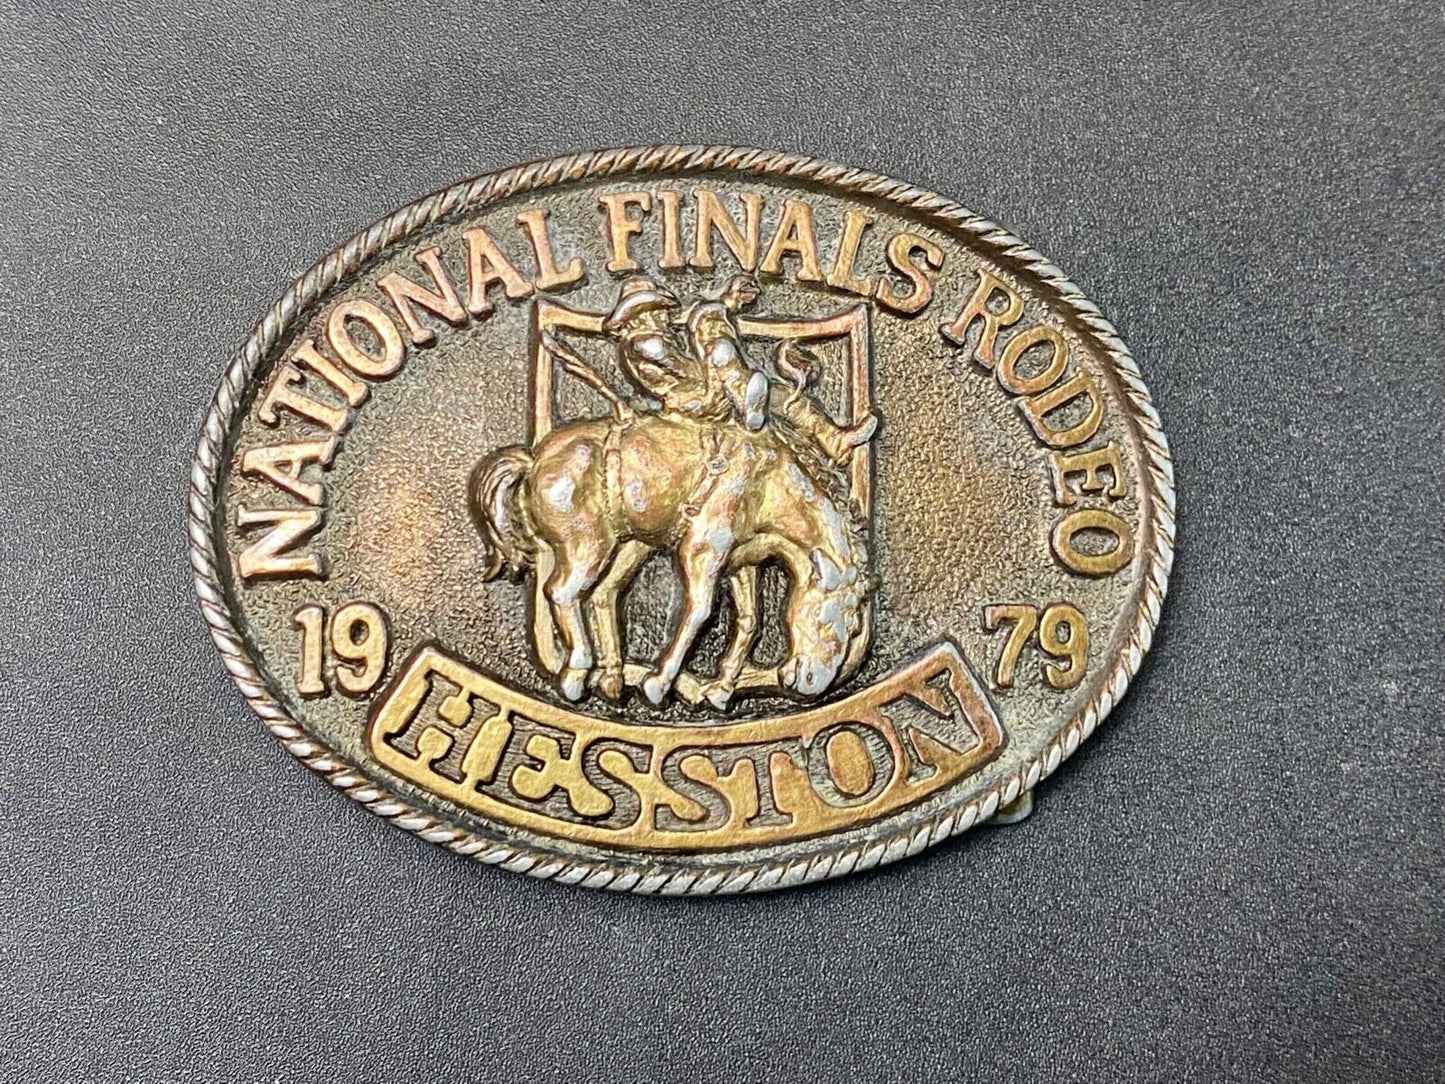 NATIONAL FINALS RODEO
19 79
HESSTON